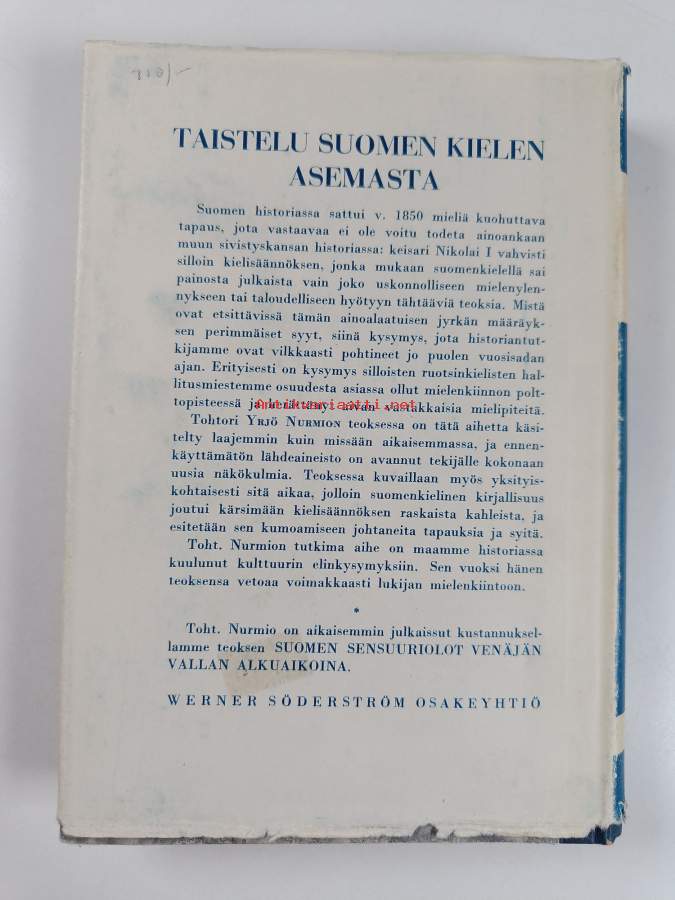 310/-
TAISTELU SUOMEN KIELEN
ASEMASTA
Suomen historiassa sattui v. 1850 mieliä kuohuttava
tapaus, jota vastaavaa ei ole voitu todeta ainoankaan
muun sivistyskansan historiassa: keisari Nikolai I vahvisti
silloin kielisäännöksen, jonka mukaan suomenkielellä sai
painosta julkaista vain joko uskonnolliseen mielenylen-
nykseen tai taloudelliseen hyötyyn tähtääviä teoksia. Mistä
ovat etsittävissä tämän ainoalaatuisen jyrkän määräyk-
sen perimmäiset syyt, siinä kysymys, jota historiantut-
kijamme ovat vilkkaasti pohtineet jo puolen vuosisadan
ajan. Erityisesti on kysymys silloisten ruotsinkielisten hal-
litusmiestemme osuudesta asiassa ollut mielenkiinnon polt-
topisteessä ja herättänyt aivan vastakkaisia mielipiteitä.
antikvariaatti.net
Tohtori YRJÖ NURMION teoksessa on tätä aihetta käsi-
telty laajemmin kuin missään aikaisemmassa, ja ennen-
käyttämätön lähdeaineisto on avannut tekijälle kokonaan
uusia näkökulmia. Teoksessa kuvaillaan myös yksityis-
kohtaisesti sitä aikaa, jolloin suomenkielinen kirjallisuus
joutui kärsimään kielisäännöksen raskaista kahleista, ja
esitetään sen kumoamiseen johtaneita tapauksia ja syitä.
Toht. Nurmion tutkima aihe on maamme historiassa
kuulunut kulttuurin elinkysymyksiin. Sen vuoksi hänen
teoksensa vetoaa voimakkaasti lukijan mielenkiintoon.
*
Toht. Nurmio on aikaisemmin julkaissut kustannuksel-
lamme teoksen SUOMEN SENSUURIOLOT VENÄJÄN
VALLAN ALKUAIKOINA.
WERNER SÖDERSTRÖM OSAKEYHTIÖ